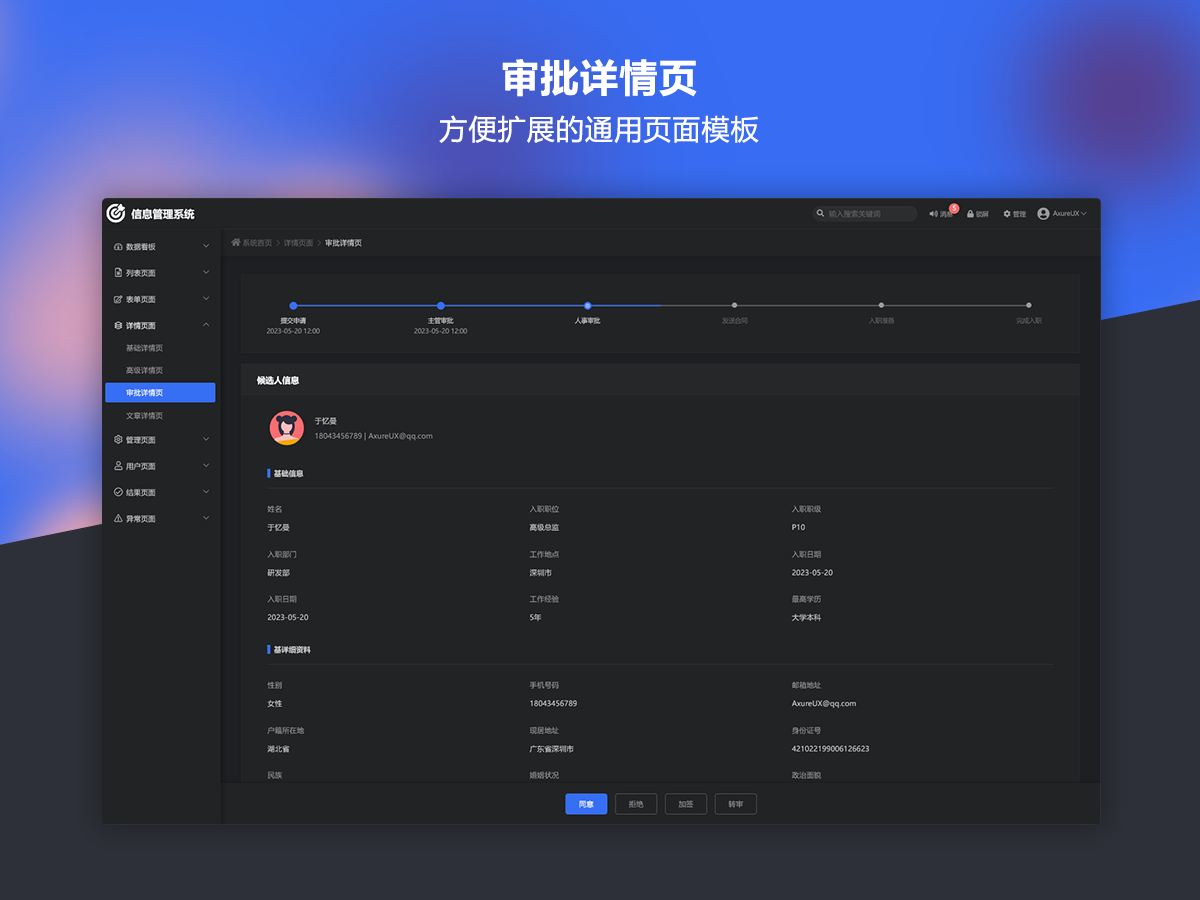 审批详情页
方便扩展的通用页面模板
信息管理系统
输入搜索关键词
消息
5
锁屏
管理
AxureUX
数据看板
列表页面
表单页面
详情页面
基础详情页
高级详情页
审批详情页
文章详情页
管理页面
用户页面
结果页面
异常页面
系统首页 > 详情页面 > 审批详情页
提交申请 主管审批 人事审批 发送合同 入职准备 完成入职
2023-05-20 12:00 2023-05-20 12:00
候选人信息
于忆曼
18043456789 | AxureUX@qq.com
基础信息
姓名 入职职位 入职职级
于忆曼 高级总监 P10
入职部门 工作地点 入职日期
研发部 深圳市 2023-05-20
入职日期 工作经验 最高学历
2023-05-20 5年 大学本科
基详细资料
性别 手机号码 邮箱地址
女性 18043456789 AxureUX@qq.com
户籍所在地 现居地址 身份证号
湖北省 广东省深圳市 421022199006126623
民族 婚姻状况 政治面貌
同意 拒绝 加签 转审